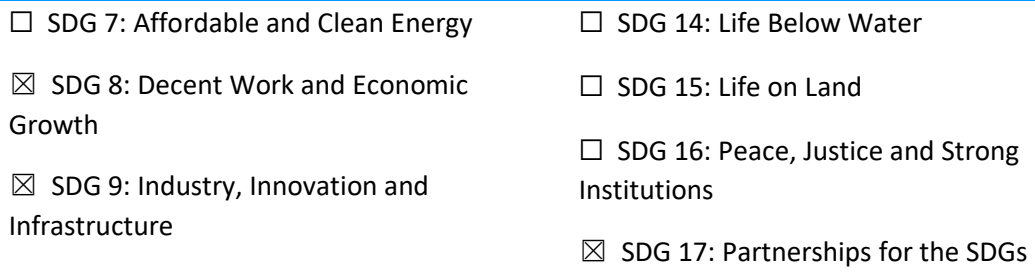 ☐ SDG 7: Affordable and Clean Energy
☒ SDG 8: Decent Work and Economic
Growth
☒ SDG 9: Industry, Innovation and
Infrastructure
☐ SDG 14: Life Below Water
☐ SDG 15: Life on Land
☐ SDG 16: Peace, Justice and Strong
Institutions
☒ SDG 17: Partnerships for the SDGs